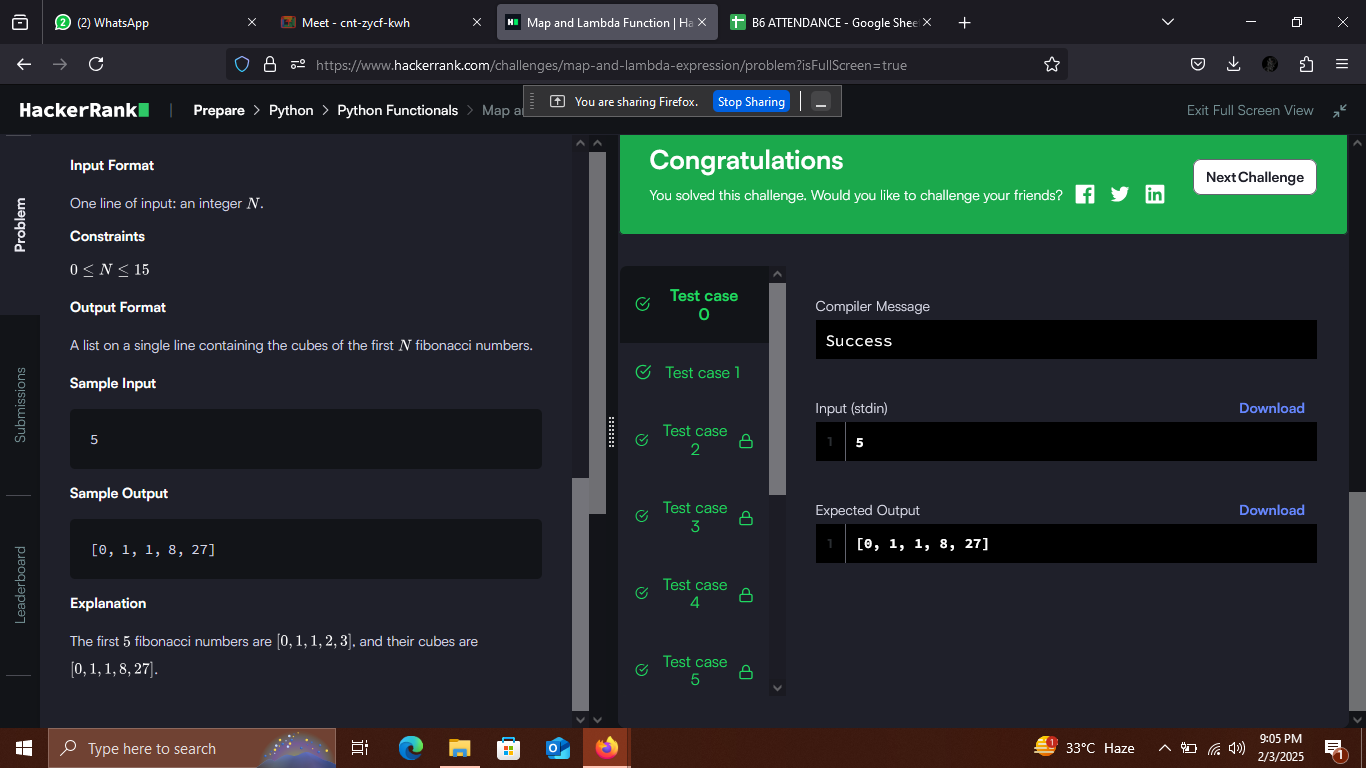 (2) WhatsApp
Meet - cnt-zycf-kwh
Map and Lambda Function | Ha
B6 ATTENDANCE - Google Shee
https://www.hackerrank.com/challenges/map-and-lambda-expression/problem?isFullScreen=true
You are sharing Firefox. Stop Sharing
HackerRank | Prepare > Python > Python Functionals > Map an
Exit Full Screen View
Problem
Submissions
Leaderboard
Input Format
One line of input: an integer N.
Constraints
0 ≤ N ≤ 15
Output Format
A list on a single line containing the cubes of the first N fibonacci numbers.
Sample Input
5
Sample Output
[0, 1, 1, 8, 27]
Explanation
The first 5 fibonacci numbers are [0, 1, 1, 2, 3], and their cubes are
[0, 1, 1, 8, 27].
Congratulations
You solved this challenge. Would you like to challenge your friends?
Next Challenge
Test case
0
Test case 1
Test case
2
Test case
3
Test case
4
Test case
5
Compiler Message
Success
Input (stdin)
Download
1 5
Expected Output
Download
1 [0, 1, 1, 8, 27]
Type here to search
33°C Haze
9:05 PM
2/3/2025
1